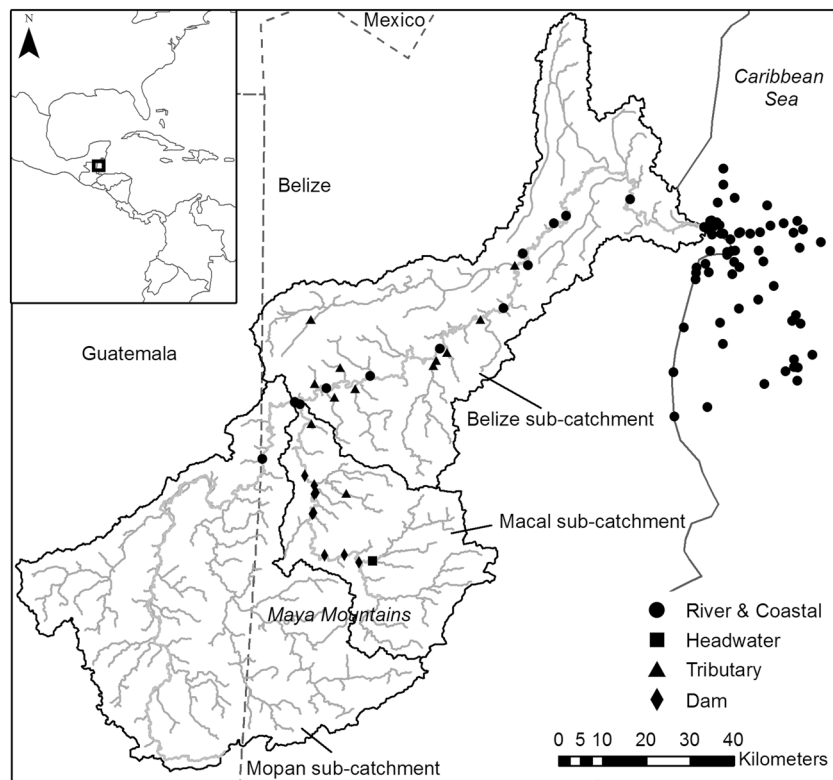 N
Mexico
Caribbean
Sea
Belize
Guatemala
Belize sub-catchment
Macal sub-catchment
Maya Mountains
Mopan sub-catchment
River & Coastal
Headwater
Tributary
Dam
0 5 10 20 30 40
Kilometers